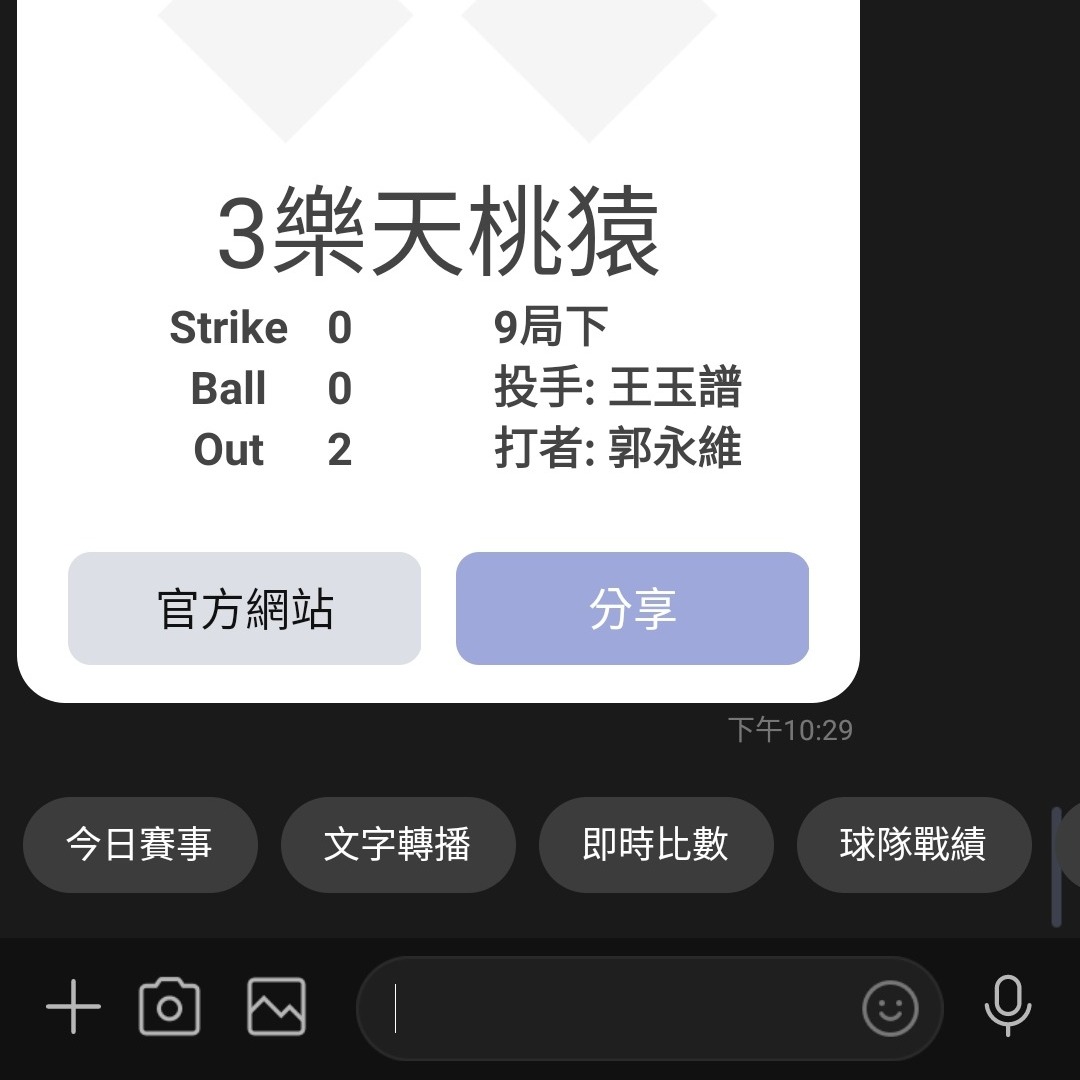 3樂天桃猿
Strike 0 9局下
Ball 0 投手: 王玉譜
Out 2 打者: 郭永維
官方網站 分享
下午10:29
今日賽事 文字轉播 即時比數 球隊戰績